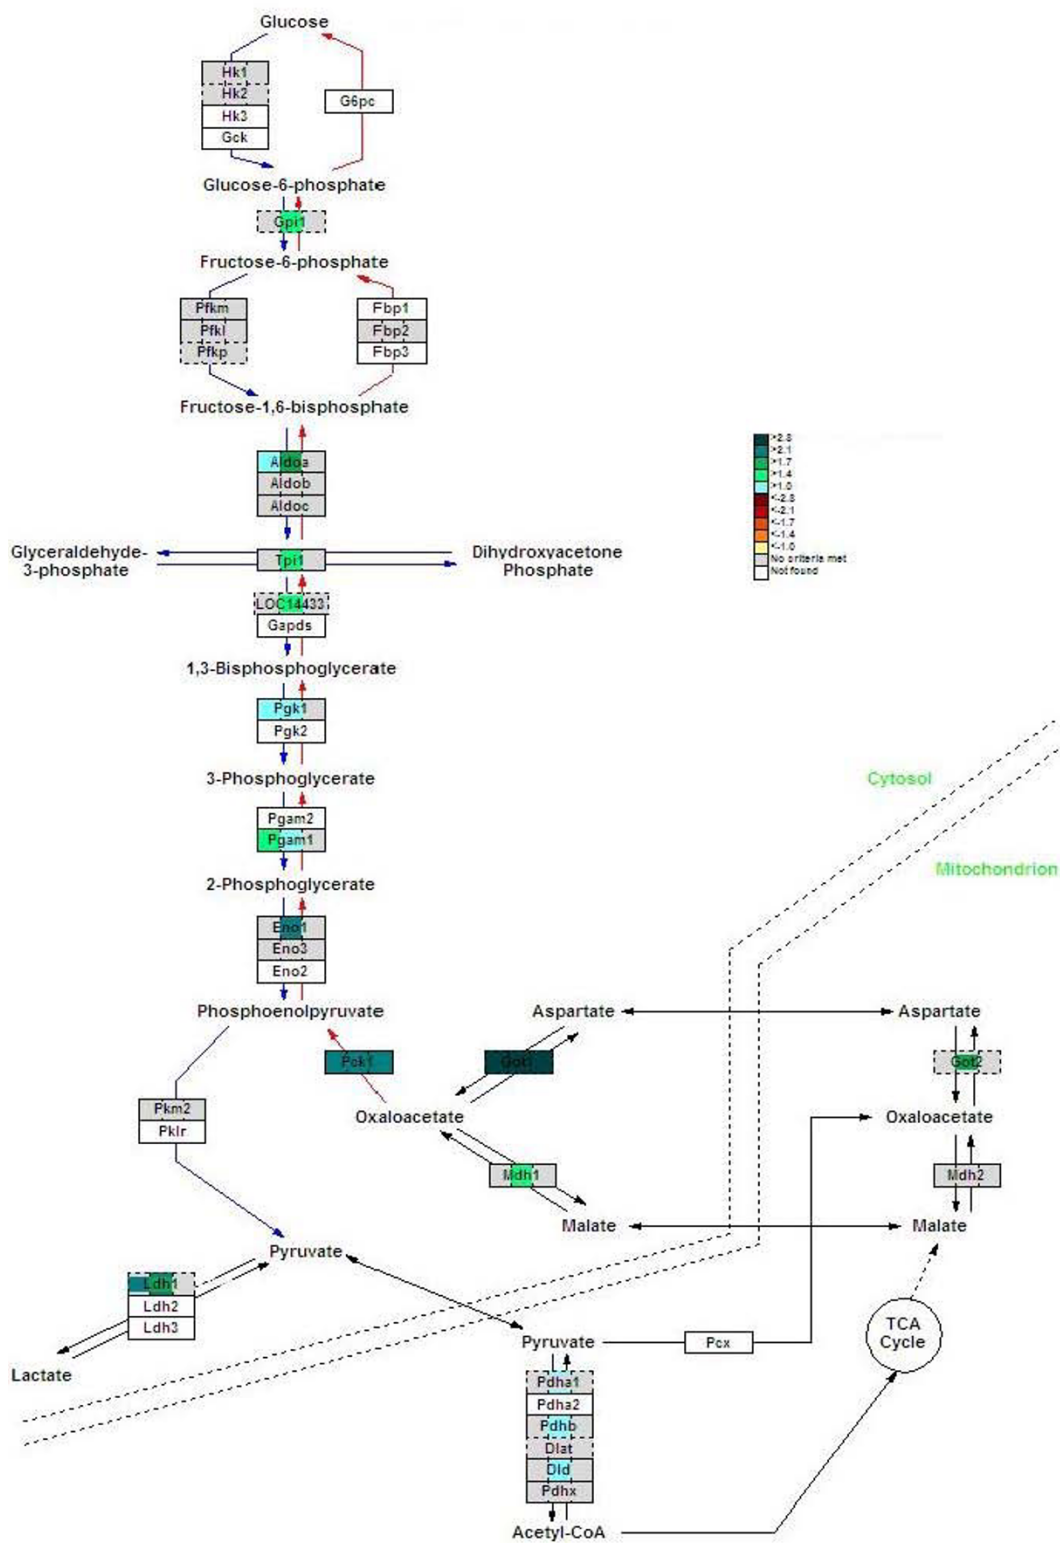 Glucose
Hk1
Hk2
Hk3
Gck
G6pc
Glucose-6-phosphate
Gpi1
Fructose-6-phosphate
Pfkm
Pfkl
Pfkp
Fbp1
Fbp2
Fbp3
Fructose-1,6-bisphosphate
Aldoa
Aldob
Aldoc
>2.8
>2.1
>1.7
>1.4
>1.0
<-2.8
<-2.1
<-1.7
<-1.4
<-1.0
No criteria met
Not found
Glyceraldehyde-
3-phosphate
Tpi1
Dihydroxyacetone
Phosphate
LOC14433
Gapds
1,3-Bisphosphoglycerate
Pgk1
Pgk2
3-Phosphoglycerate
Cytosol
Pgam2
Pgam1
Mitochondrion
2-Phosphoglycerate
Eno1
Eno3
Eno2
Phosphoenolpyruvate
Aspartate
Aspartate
Pck1
Got1
Got2
Pkm2
Pklr
Oxaloacetate
Oxaloacetate
Mdh1
Mdh2
Malate
Malate
Pyruvate
Ldh1
Ldh2
Ldh3
Lactate
Pyruvate
Pcx
TCA
Cycle
Pdha1
Pdha2
Pdhb
Dlat
Dld
Pdhx
Acetyl-CoA